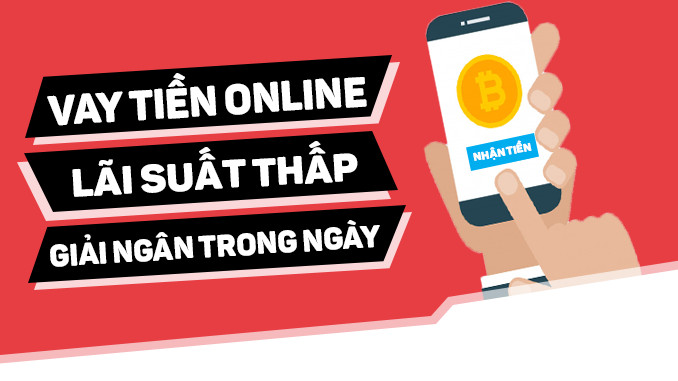 VAY TIỀN ONLINE
LÃI SUẤT THẤP
GIẢI NGÂN TRONG NGÀY
NHẬN TIỀN